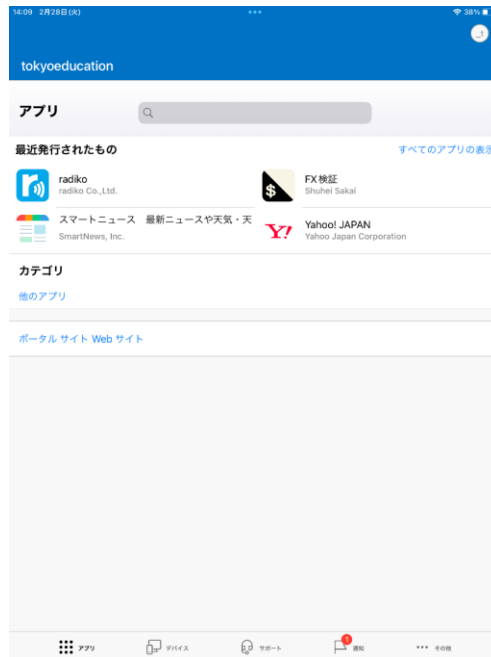 14:09 2月28日(火)
38%
tokyoeducation
アプリ
最近発行されたもの
すべてのアプリの表示
radiko
radiko Co.,Ltd.
FX検証
Shuhei Sakai
スマートニュース 最新ニュースや天気・天
SmartNews, Inc.
Yahoo! JAPAN
Yahoo Japan Corporation
カテゴリ
他のアプリ
ポータル サイト Web サイト
アプリ
デバイス
サポート
1
通知
その他